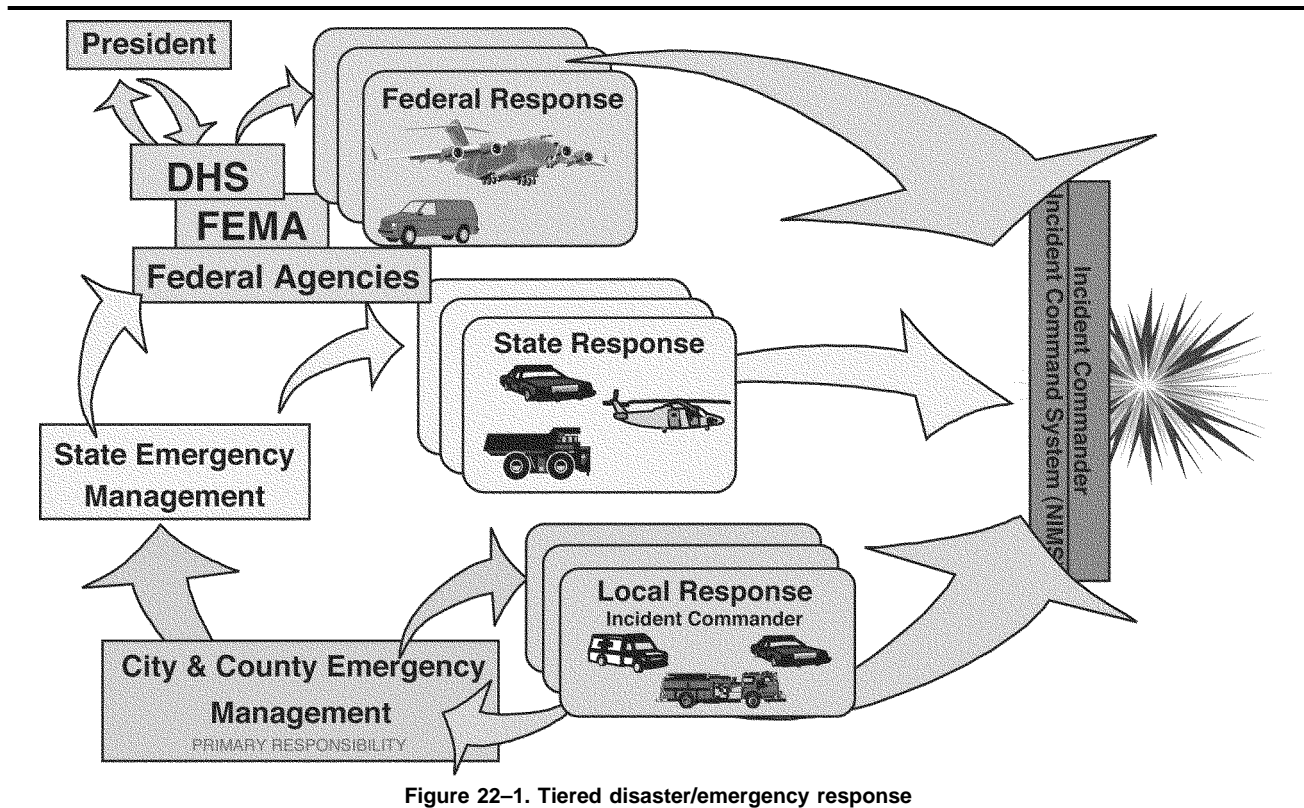 President
Federal Response
DHS
FEMA
Federal Agencies
State Response
State Emergency
Management
Incident Commander
Incident Command System (NIMS
Local Response
Incident Commander
City & County Emergency
Management
PRIMARY RESPONSIBILITY
Figure 22–1. Tiered disaster/emergency response